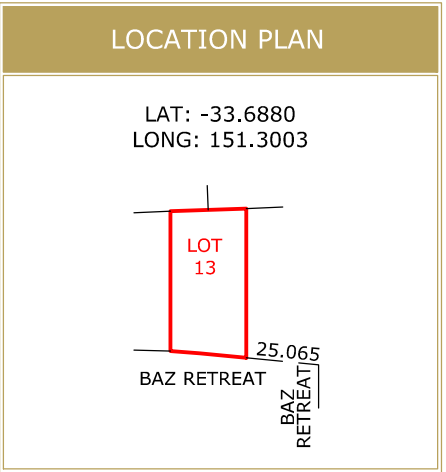 LOCATION PLAN
LAT: -33.6880
LONG: 151.3003
LOT
13
25.065
BAZ RETREAT
BAZ
RETREAT